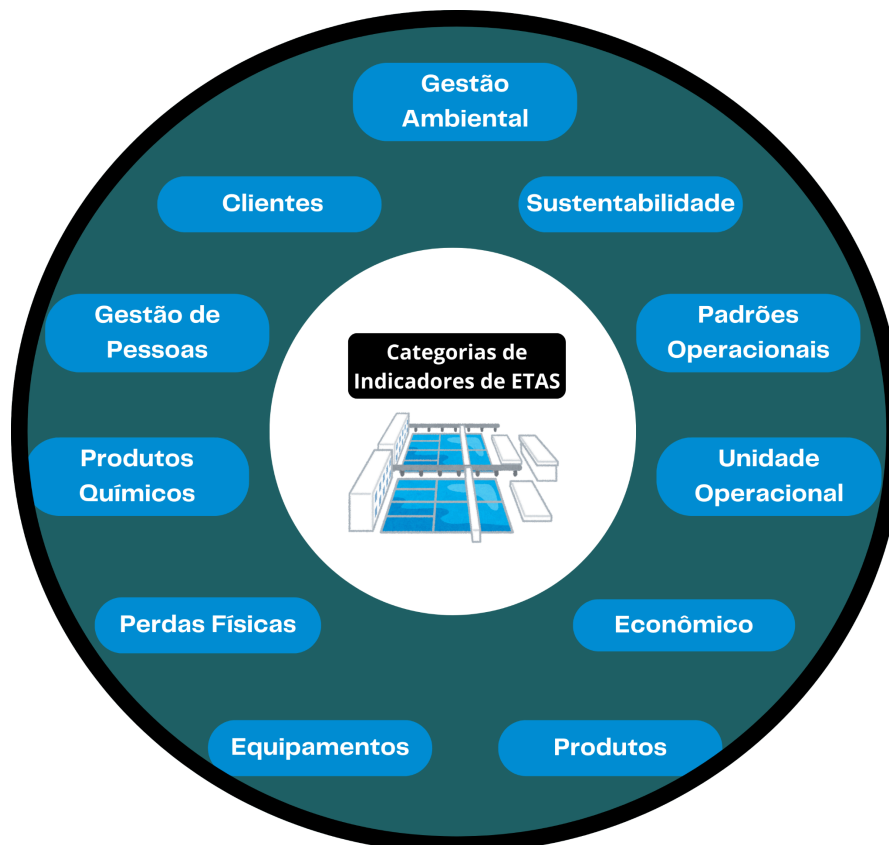 Gestão
Ambiental
Clientes
Sustentabilidade
Gestão de
Pessoas
Padrões
Operacionais
Categorias de
Indicadores de ETAS
Produtos
Químicos
Unidade
Operacional
Perdas Físicas
Econômico
Equipamentos
Produtos